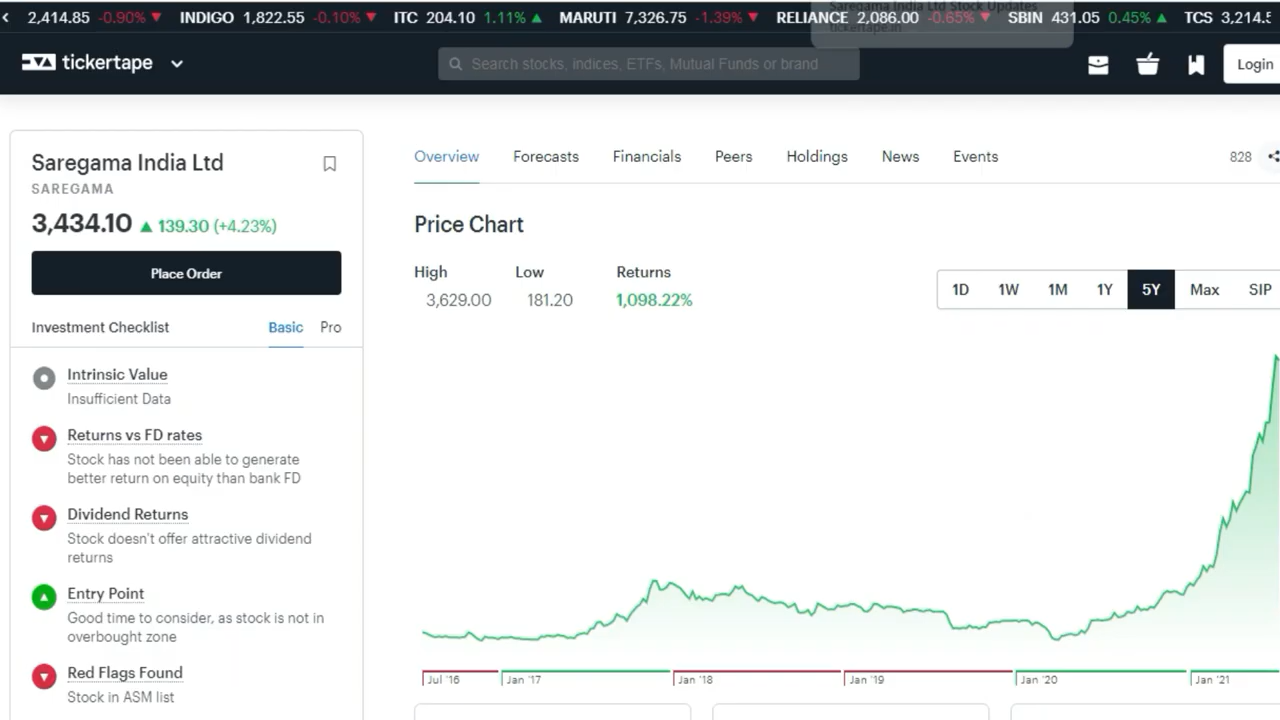 2,414.85 -0.90% INDIGO 1,822.55 -0.10% ITC 204.10 1.11% MARUTI 7,326.75 -1.39% RELIANCE 2,086.00 -0.65% SBIN 431.05 0.45% TCS 3,214.5
Saregama India Ltd Stock Updates
tickertape.in
tickertape
Search stocks, indices, ETFs, Mutual Funds or brand
Login
Saregama India Ltd
SAREGAMA
3,434.10 139.30 (+4.23%)
Place Order
Investment Checklist Basic Pro
Intrinsic Value
Insufficient Data
Returns vs FD rates
Stock has not been able to generate
better return on equity than bank FD
Dividend Returns
Stock doesn't offer attractive dividend
returns
Entry Point
Good time to consider, as stock is not in
overbought zone
Red Flags Found
Stock in ASM list
Overview Forecasts Financials Peers Holdings News Events 828
Price Chart
High Low Returns
3,629.00 181.20 1,098.22%
1D 1W 1M 1Y 5Y Max SIP
Jul '16 Jan '17 Jan '18 Jan '19 Jan '20 Jan '21